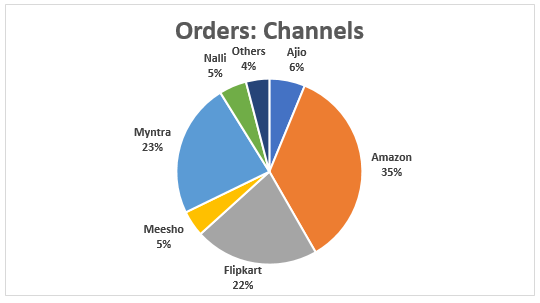 Orders: Channels
Ajio
6%
Amazon
35%
Flipkart
22%
Meesho
5%
Myntra
23%
Nalli
5%
Others
4%